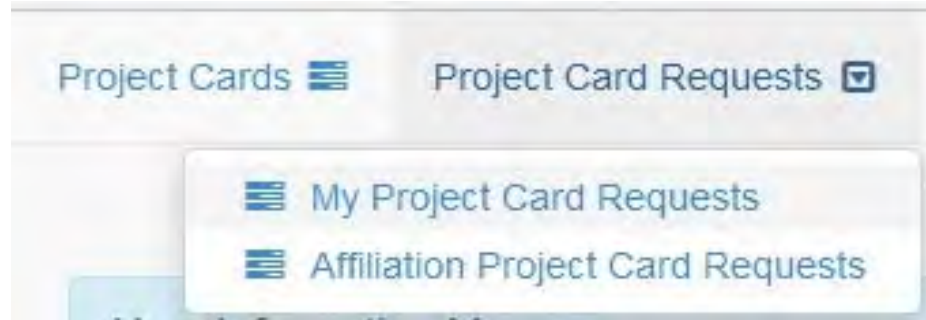 Project Cards Project Card Requests
My Project Card Requests
Affiliation Project Card Requests